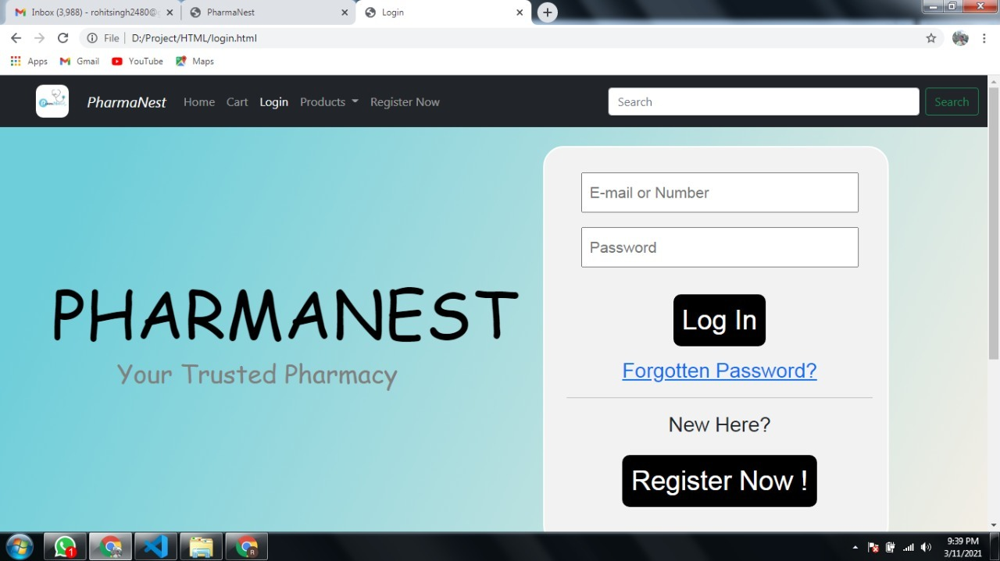 Inbox (3,988) - rohitsingh2480@
PharmaNest
Login
File
D:/Project/HTML/login.html
Apps
Gmail
YouTube
Maps
PharmaNest
Home
Cart
Login
Products
Register Now
Search
Search
E-mail or Number
Password
PHARMANEST
Your Trusted Pharmacy
Log In
Forgotten Password?
New Here?
Register Now !
1
R
9:39 PM
3/11/2021